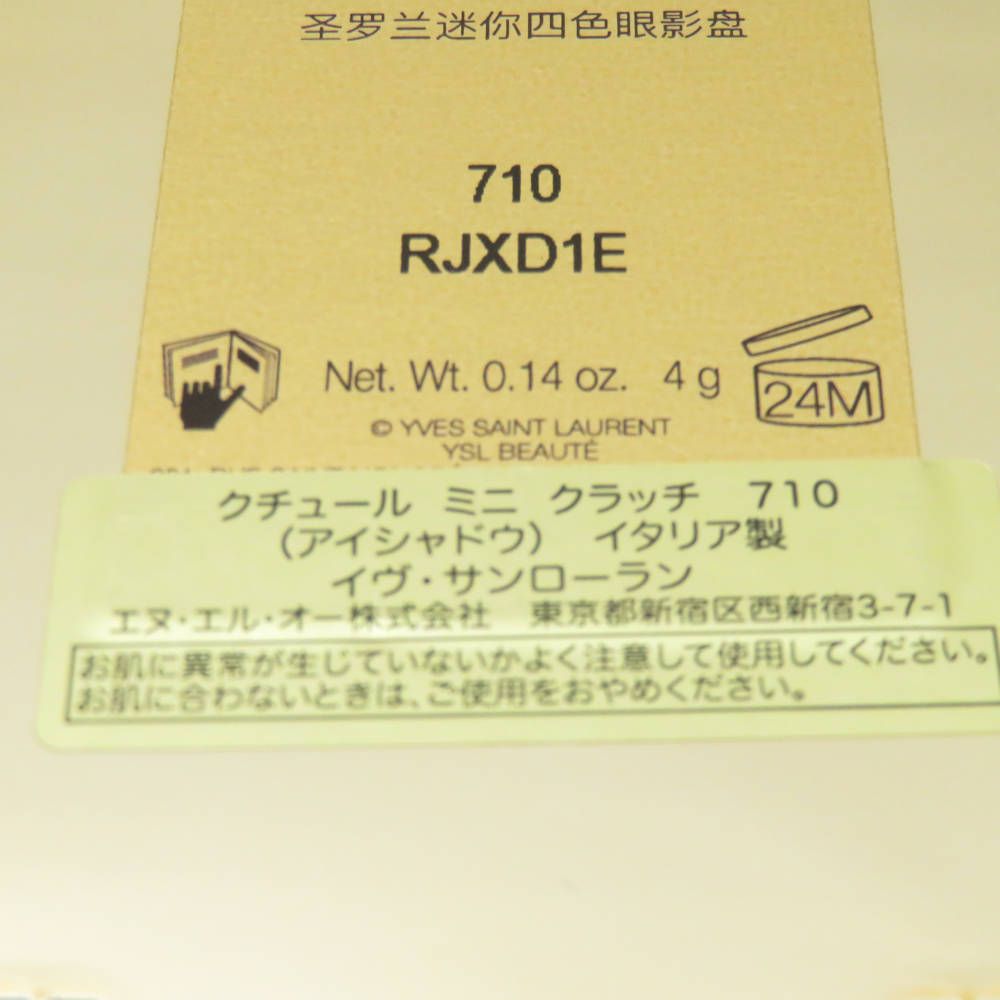 圣罗兰迷你四色眼影盘
710
RJXD1E
Net. Wt. 0.14 oz. 4 g
24M
© YVES SAINT LAURENT
YSL BEAUTÉ
クチュール ミニ クラッチ 710
(アイシャドウ) イタリア製
イヴ・サンローラン
エヌ・エル・オー株式会社 東京都新宿区西新宿3-7-1
お肌に異常が生じていないかよく注意して使用してください。
お肌に合わないときは、ご使用をおやめください。